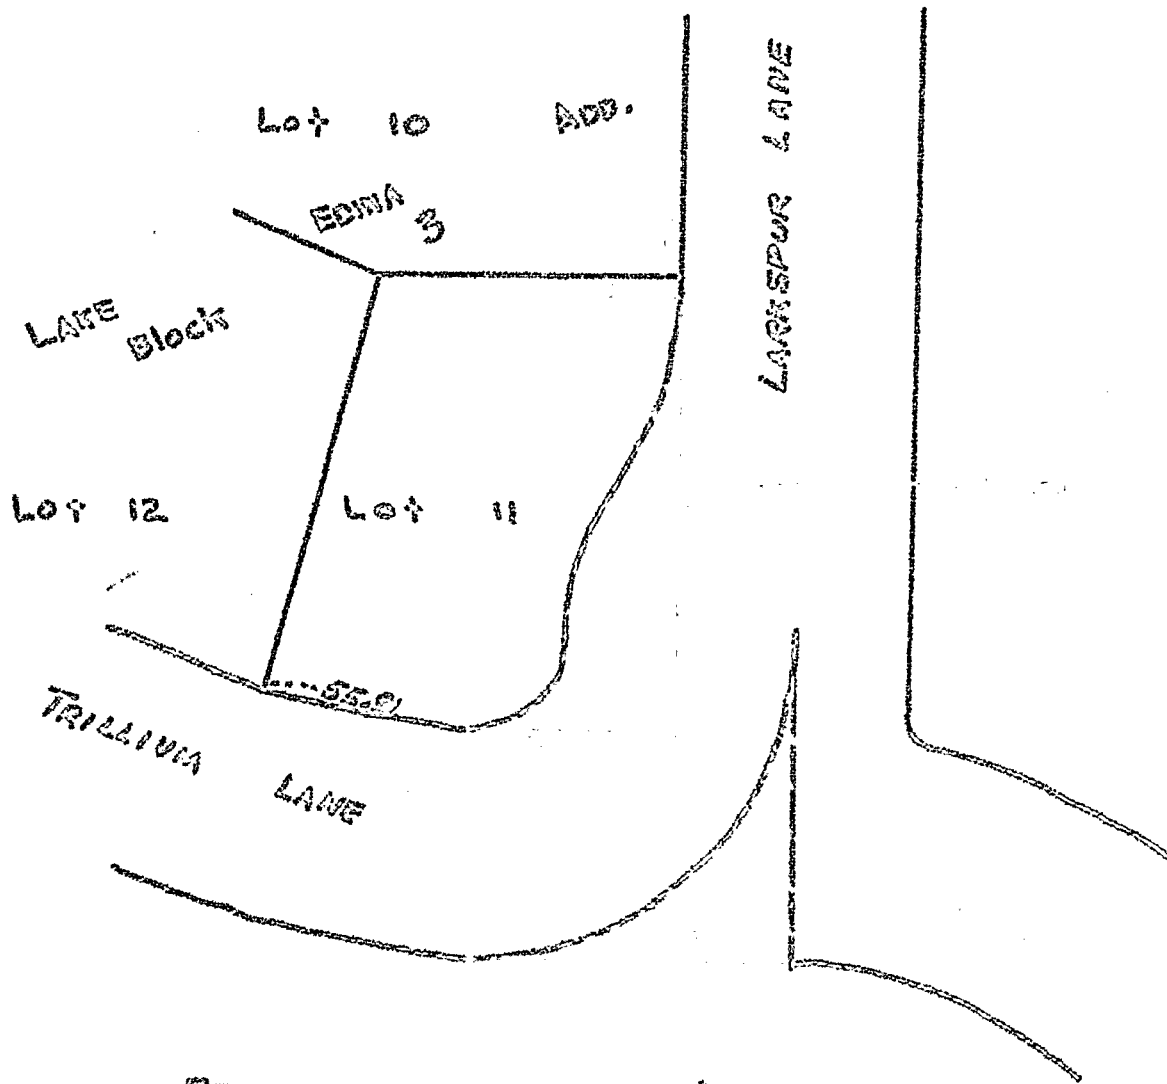 Lot 10 ADD.
EDINA 3
LARKSPUR LANE
LAKE
Block
Lot 12 Lot 11
TRILLIUM LANE